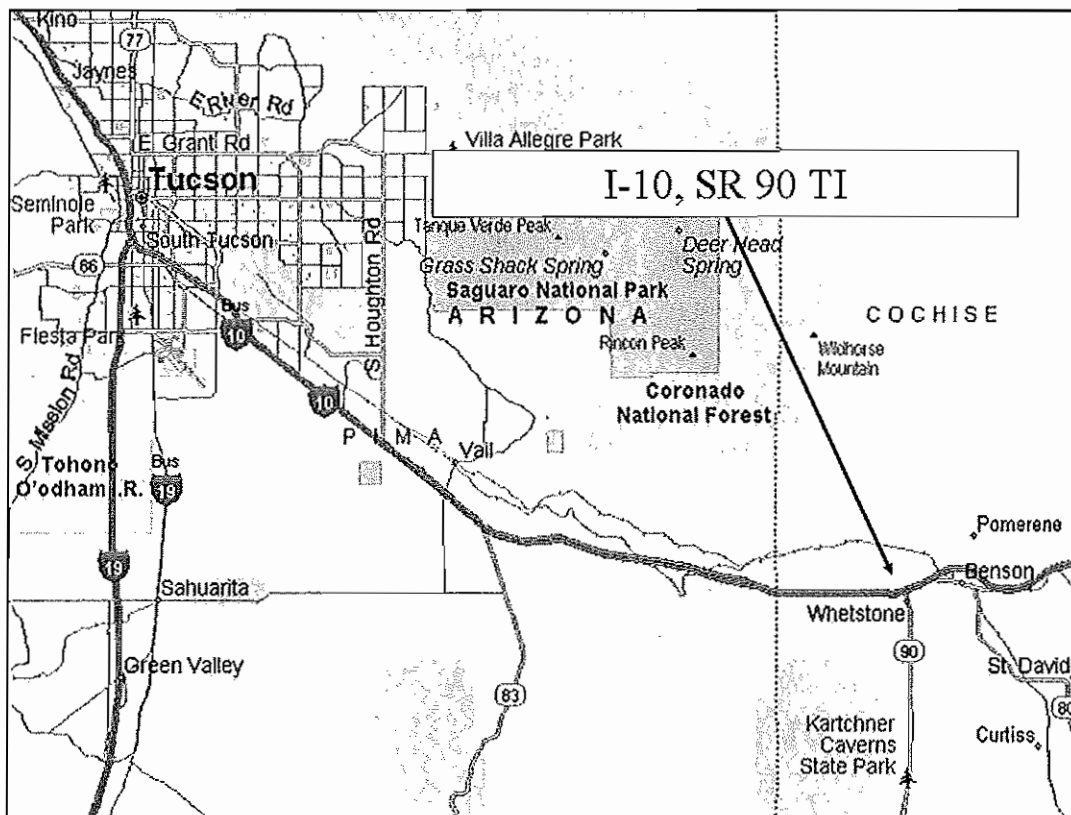 Kino
77
Jaynes
E River Rd
E Grant Rd
Villa Allegre Park
I-10, SR 90 TI
Tucson
Seminole
Park
South Tucson
Tanque Verde Peak
Deer Head
Spring
Grass Shack Spring
S Houghton Rd
66
Saguaro National Park
ARIZONA
COCHISE
Bus
10
Fiesta Park
Rincon Peak
Wildhorse
Mountain
10
Coronado
National Forest
S Mission Rd
PIMA
Vail
Tohono
O'odham I.R.
Bus
19
Pomerene
19
Benson
Sahuarita
Whetstone
90
Green Valley
St. David
83
80
Kartchner
Caverns
State Park
Curtiss